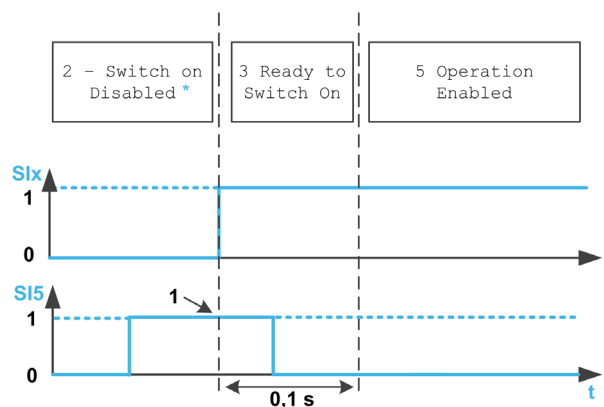 2 - Switch on
Disabled *
3 Ready to
Switch On
5 Operation
Enabled
SIx
1
0
SI5
1
1
0
0,1 s
t